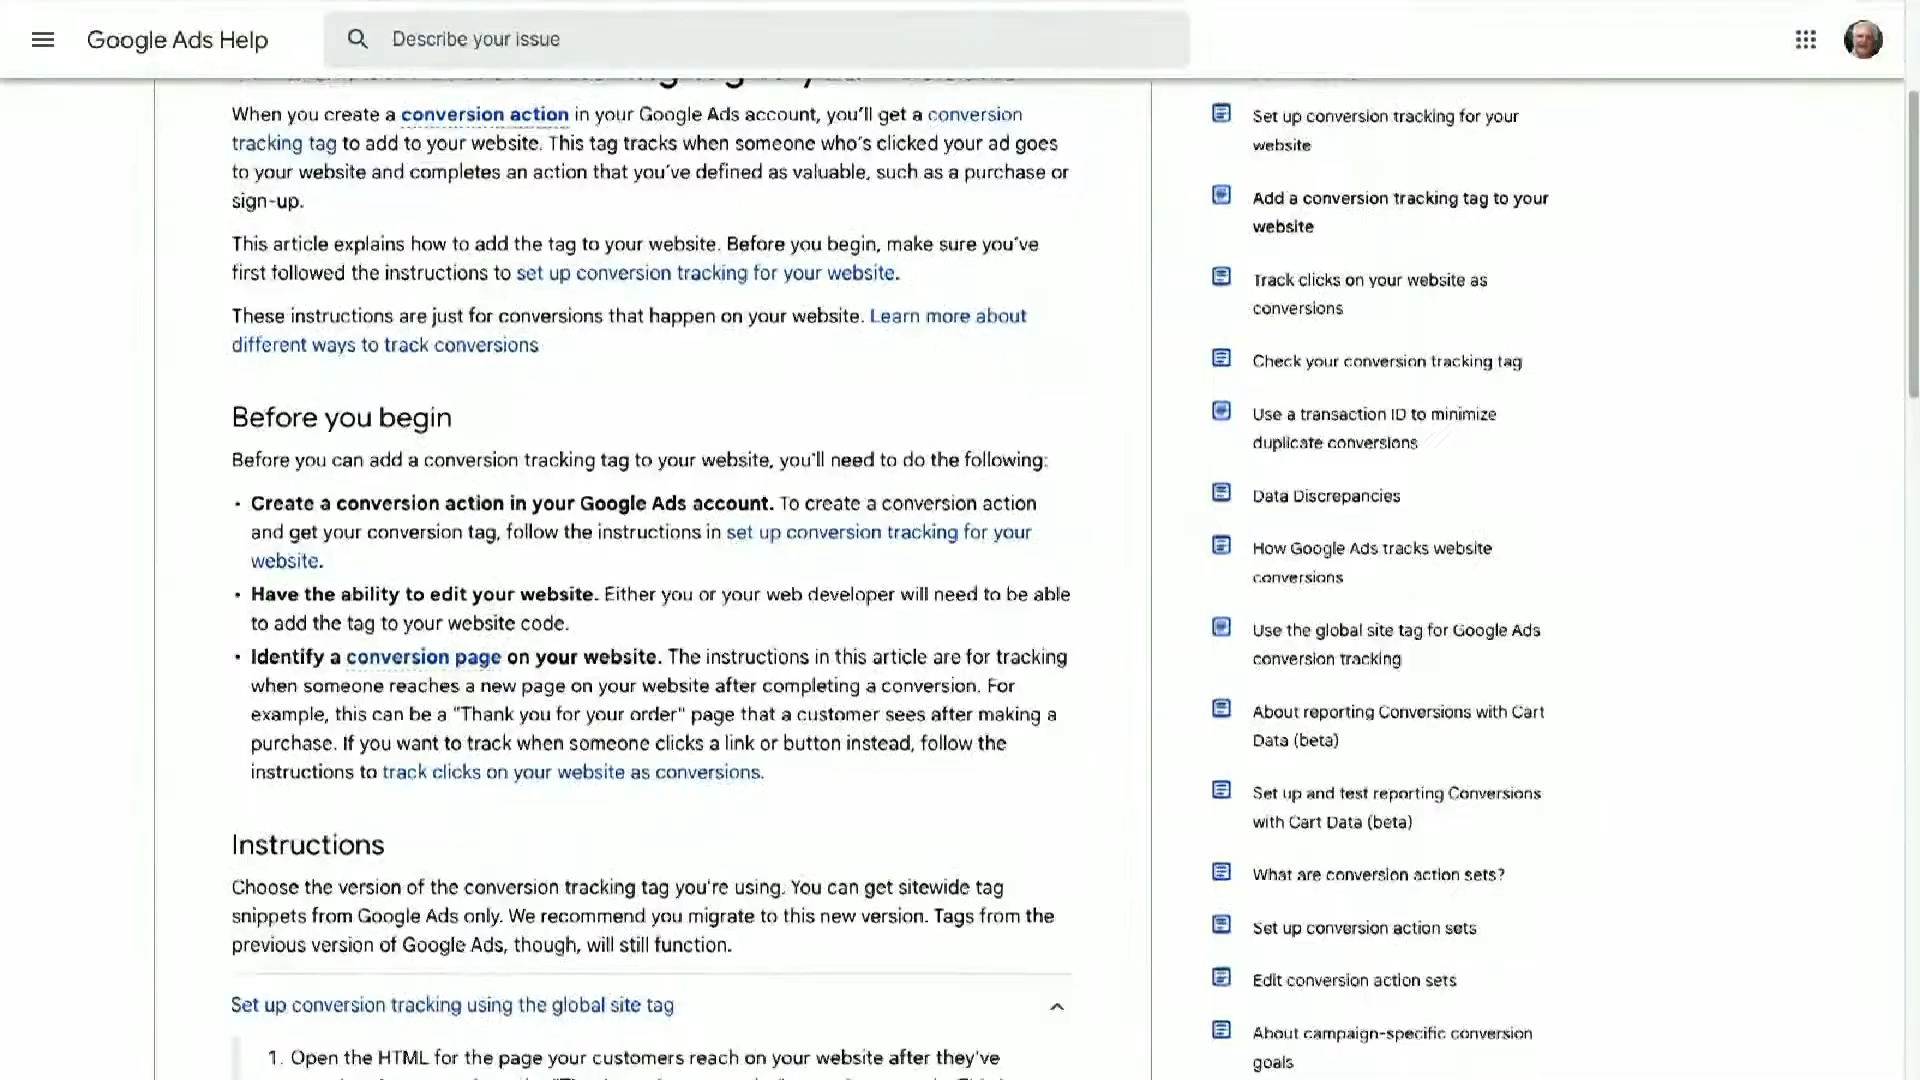 Google Ads Help
Describe your issue
When you create a conversion action in your Google Ads account, you'll get a conversion
tracking tag to add to your website. This tag tracks when someone who's clicked your ad goes
to your website and completes an action that you've defined as valuable, such as a purchase or
sign-up.
This article explains how to add the tag to your website. Before you begin, make sure you've
first followed the instructions to set up conversion tracking for your website.
These instructions are just for conversions that happen on your website. Learn more about
different ways to track conversions
Before you begin
Before you can add a conversion tracking tag to your website, you'll need to do the following:
• Create a conversion action in your Google Ads account. To create a conversion action
and get your conversion tag, follow the instructions in set up conversion tracking for your
website.
• Have the ability to edit your website. Either you or your web developer will need to be able
to add the tag to your website code.
• Identify a conversion page on your website. The instructions in this article are for tracking
when someone reaches a new page on your website after completing a conversion. For
example, this can be a "Thank you for your order" page that a customer sees after making a
purchase. If you want to track when someone clicks a link or button instead, follow the
instructions to track clicks on your website as conversions.
Instructions
Choose the version of the conversion tracking tag you're using. You can get sitewide tag
snippets from Google Ads only. We recommend you migrate to this new version. Tags from the
previous version of Google Ads, though, will still function.
Set up conversion tracking using the global site tag
1. Open the HTML for the page your customers reach on your website after they've
Set up conversion tracking for your
website
Add a conversion tracking tag to your
website
Track clicks on your website as
conversions
Check your conversion tracking tag
Use a transaction ID to minimize
duplicate conversions
Data Discrepancies
How Google Ads tracks website
conversions
Use the global site tag for Google Ads
conversion tracking
About reporting Conversions with Cart
Data (beta)
Set up and test reporting Conversions
with Cart Data (beta)
What are conversion action sets?
Set up conversion action sets
Edit conversion action sets
About campaign-specific conversion
goals